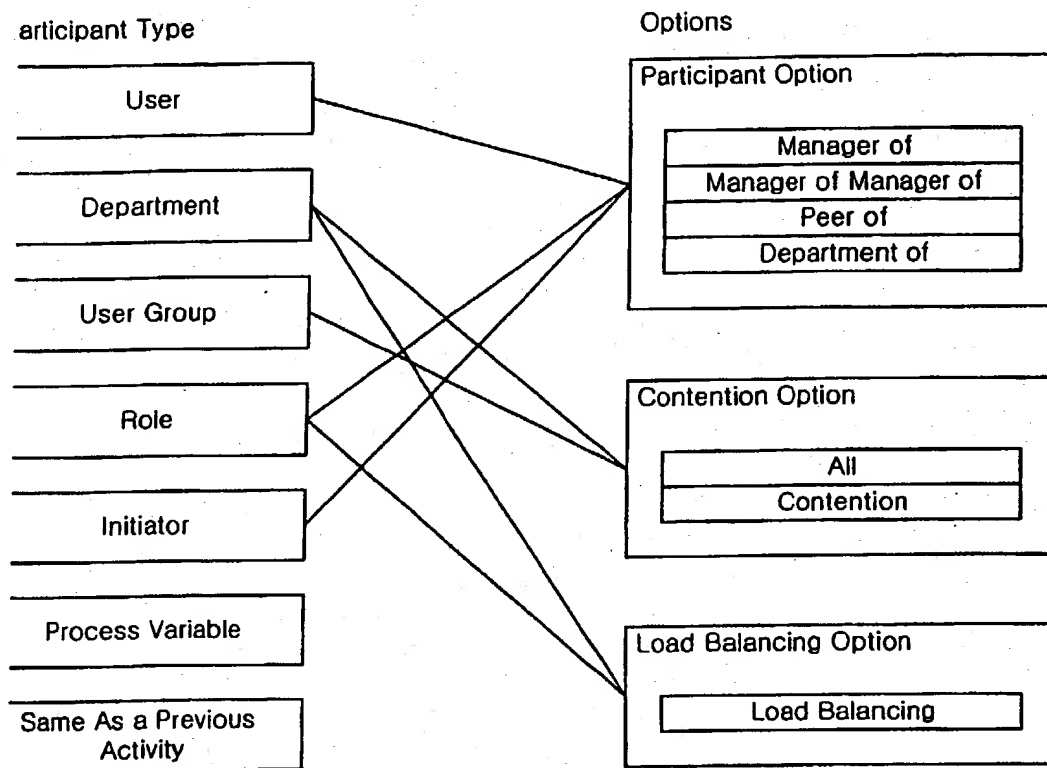 articipant Type
User
Department
User Group
Role
Initiator
Process Variable
Same As a Previous
Activity
Options
Participant Option
Manager of
Manager of Manager of
Peer of
Department of
Contention Option
All
Contention
Load Balancing Option
Load Balancing